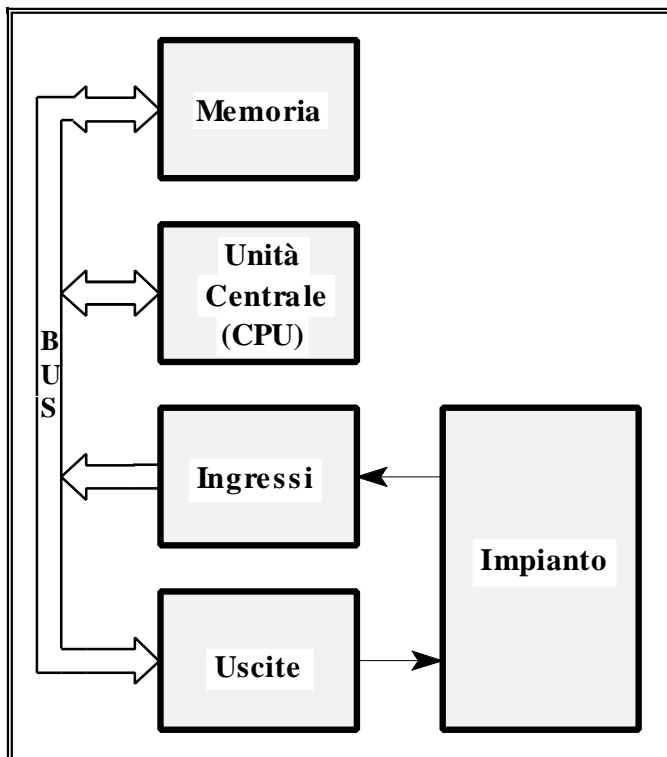 Memoria
Unità
Centrale
(CPU)
B
U
S
Ingressi
Impianto
Uscite